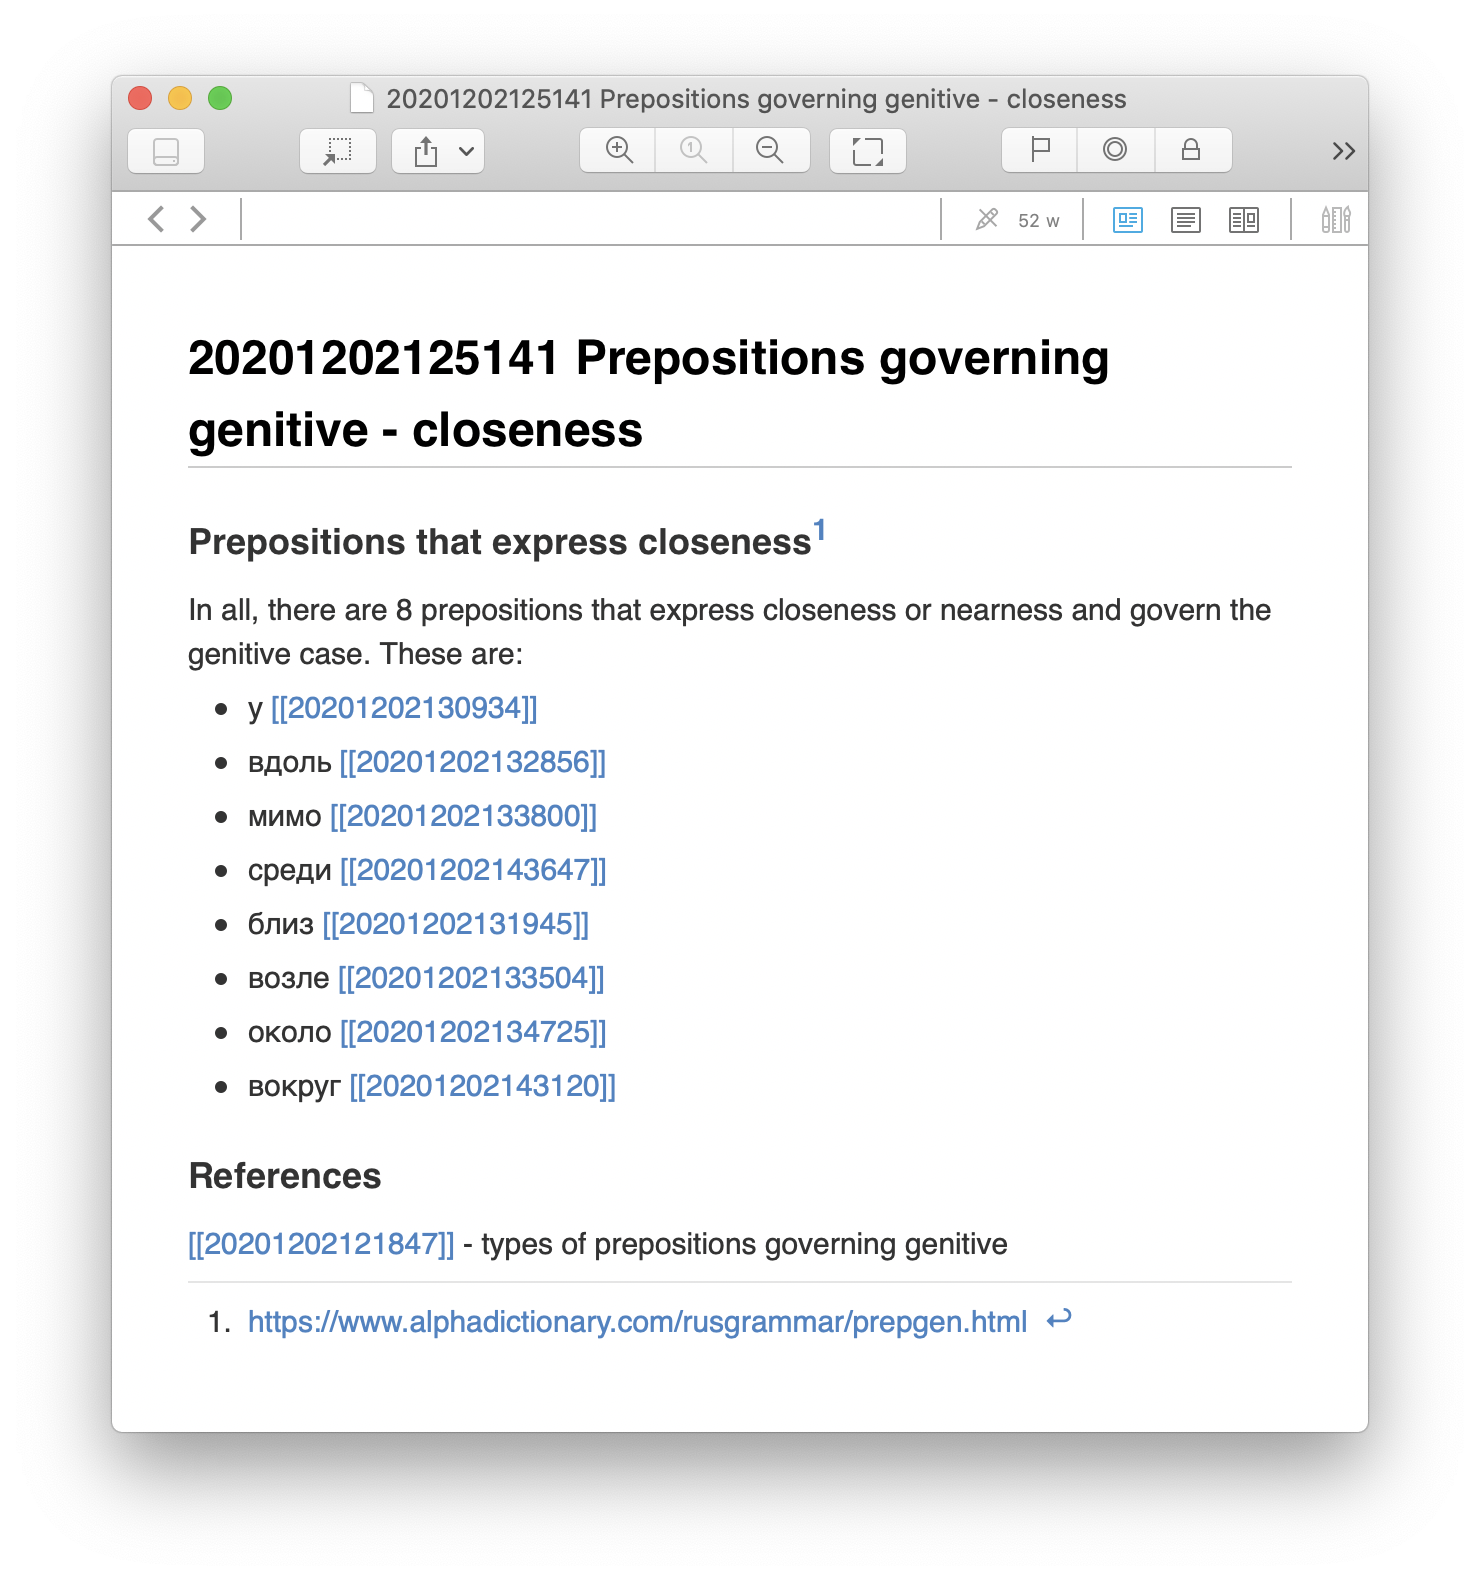 20201202125141 Prepositions governing genitive - closeness
1
52 w
20201202125141 Prepositions governing
genitive - closeness
Prepositions that express closeness1
In all, there are 8 prepositions that express closeness or nearness and govern the
genitive case. These are:
• у [[20201202130934]]
• вдоль [[20201202132856]]
• мимо [[20201202133800]]
• среди [[20201202143647]]
• близ [[20201202131945]]
• возле [[20201202133504]]
• около [[20201202134725]]
• вокруг [[20201202143120]]
References
[[20201202121847]] - types of prepositions governing genitive
1. https://www.alphadictionary.com/rusgrammar/prepgen.html ↩